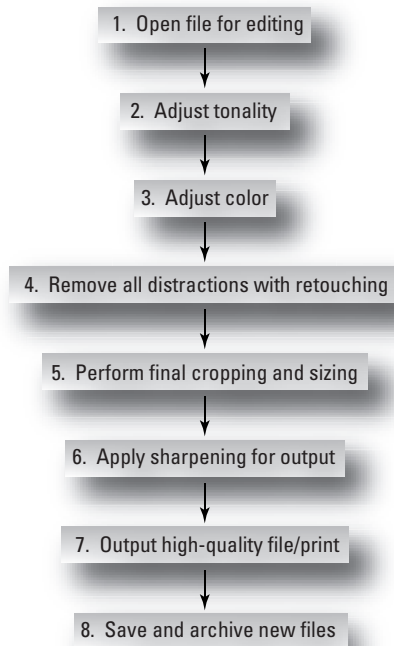 1. Open file for editing
2. Adjust tonality
3. Adjust color
4. Remove all distractions with retouching
5. Perform final cropping and sizing
6. Apply sharpening for output
7. Output high-quality file/print
8. Save and archive new files